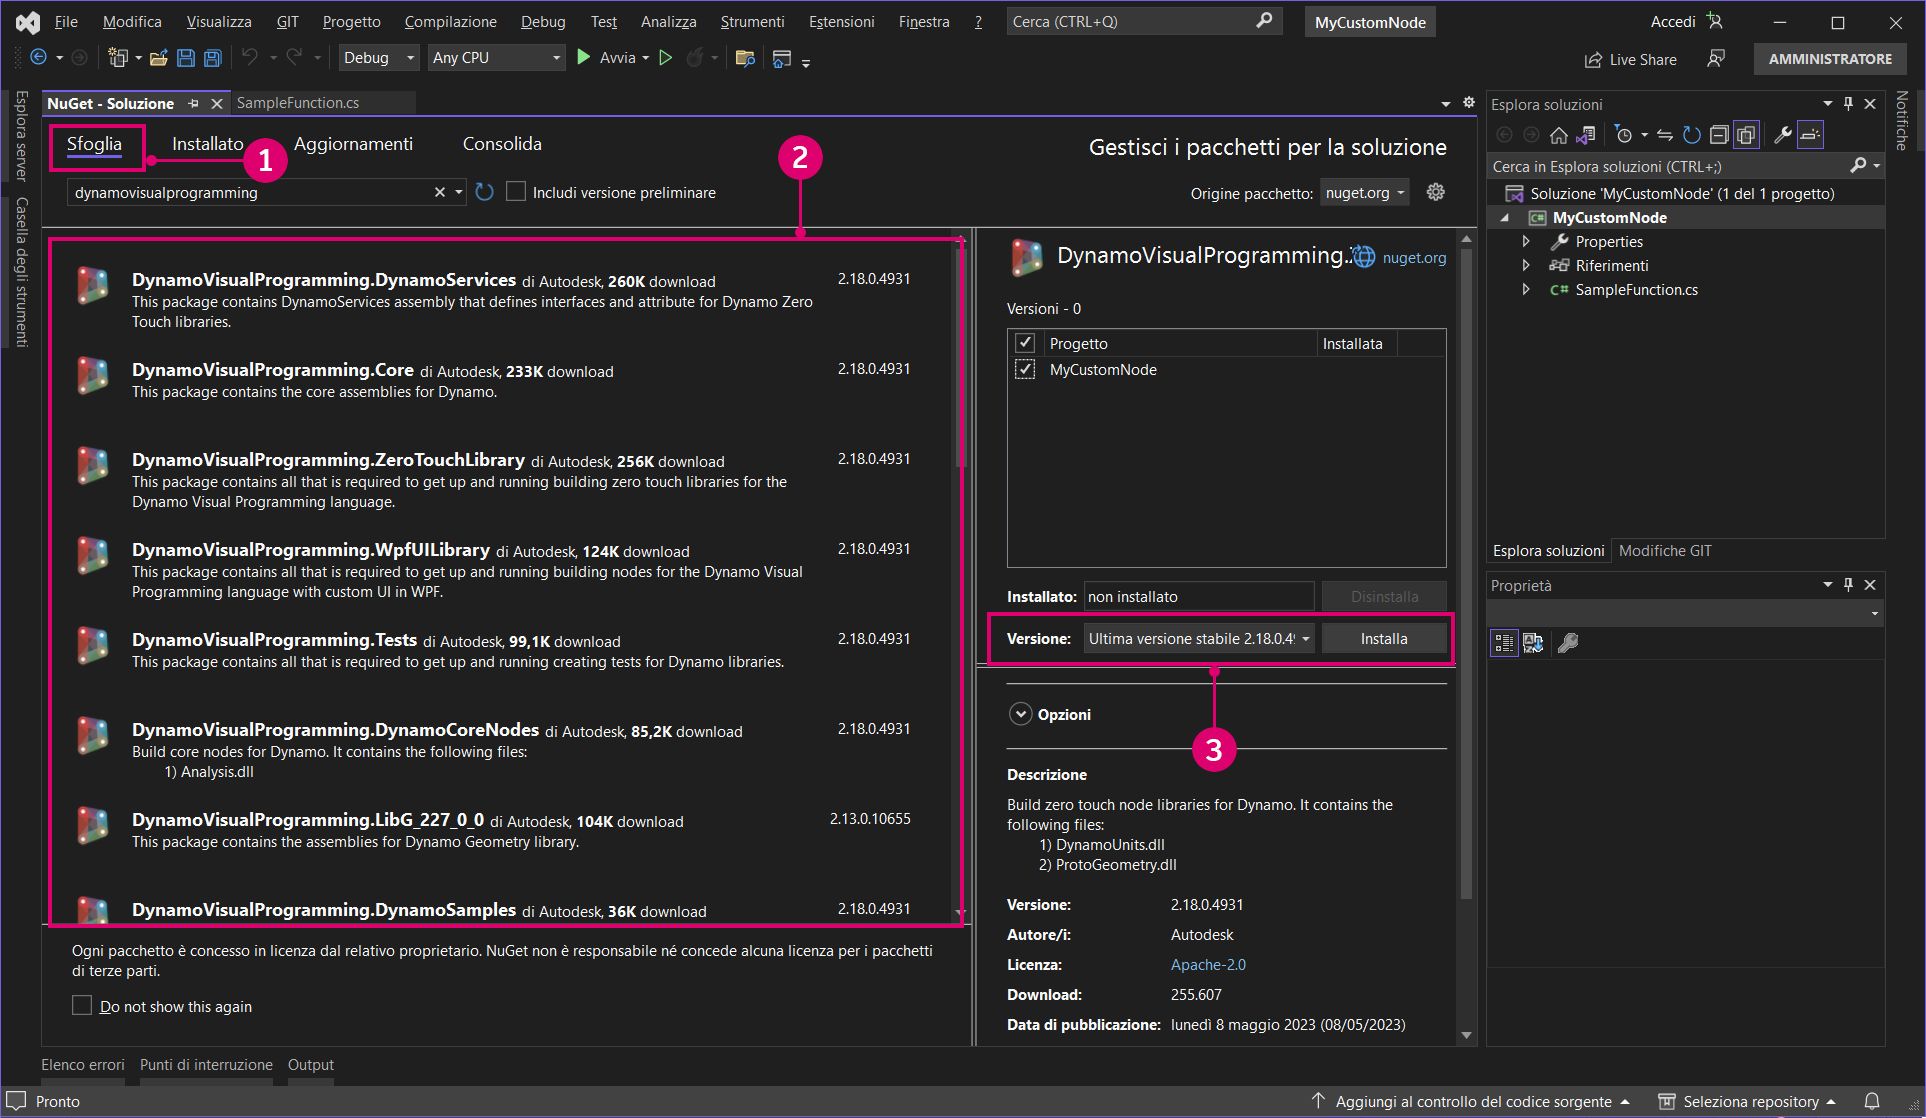 File Modifica Visualizza GIT Progetto Compilazione Debug Test Analizza Strumenti Estensioni Finestra ? Cerca (CTRL+Q) MyCustomNode Accedi
Debug Any CPU Avvia Live Share AMMINISTRATORE
Esplora server
Casella degli strumenti
NuGet - Soluzione SampleFunction.cs
Sfoglia Installato Aggiornamenti Consolida
1
2
Gestisci i pacchetti per la soluzione
dynamovisualprogramming Includi versione preliminare
Origine pacchetto: nuget.org
DynamoVisualProgramming.DynamoServices di Autodesk, 260K download 2.18.0.4931
This package contains DynamoServices assembly that defines interfaces and attribute for Dynamo Zero
Touch libraries.
DynamoVisualProgramming.Core di Autodesk, 233K download 2.18.0.4931
This package contains the core assemblies for Dynamo.
DynamoVisualProgramming.ZeroTouchLibrary di Autodesk, 256K download 2.18.0.4931
This package contains all that is required to get up and running building zero touch libraries for the
Dynamo Visual Programming language.
DynamoVisualProgramming.WpfUILibrary di Autodesk, 124K download 2.18.0.4931
This package contains all that is required to get up and running building nodes for the Dynamo Visual
Programming language with custom UI in WPF.
DynamoVisualProgramming.Tests di Autodesk, 99,1K download 2.18.0.4931
This package contains all that is required to get up and running creating tests for Dynamo libraries.
DynamoVisualProgramming.DynamoCoreNodes di Autodesk, 85,2K download 2.18.0.4931
Build core nodes for Dynamo. It contains the following files:
1) Analysis.dll
DynamoVisualProgramming.LibG_227_0_0 di Autodesk, 104K download 2.13.0.10655
This package contains the assemblies for Dynamo Geometry library.
DynamoVisualProgramming.DynamoSamples di Autodesk, 36K download 2.18.0.4931
Ogni pacchetto è concesso in licenza dal relativo proprietario. NuGet non è responsabile né concede alcuna licenza per i pacchetti
di terze parti.
Do not show this again
DynamoVisualProgramming. nuget.org
Versioni - 0
Progetto Installata
MyCustomNode
Installato: non installato Disinstalla
Versione: Ultima versione stabile 2.18.0.4 Installa
3
Opzioni
Descrizione
Build zero touch node libraries for Dynamo. It contains the
following files:
1) DynamoUnits.dll
2) ProtoGeometry.dll
Versione: 2.18.0.4931
Autore/i: Autodesk
Licenza: Apache-2.0
Download: 255.607
Data di pubblicazione: lunedì 8 maggio 2023 (08/05/2023)
Esplora soluzioni
Cerca in Esplora soluzioni (CTRL+;)
Soluzione 'MyCustomNode' (1 del 1 progetto)
C# MyCustomNode
Properties
Riferimenti
C# SampleFunction.cs
Esplora soluzioni Modifiche GIT
Proprietà
Notifiche
Elenco errori Punti di interruzione Output
Pronto Aggiungi al controllo del codice sorgente Seleziona repository